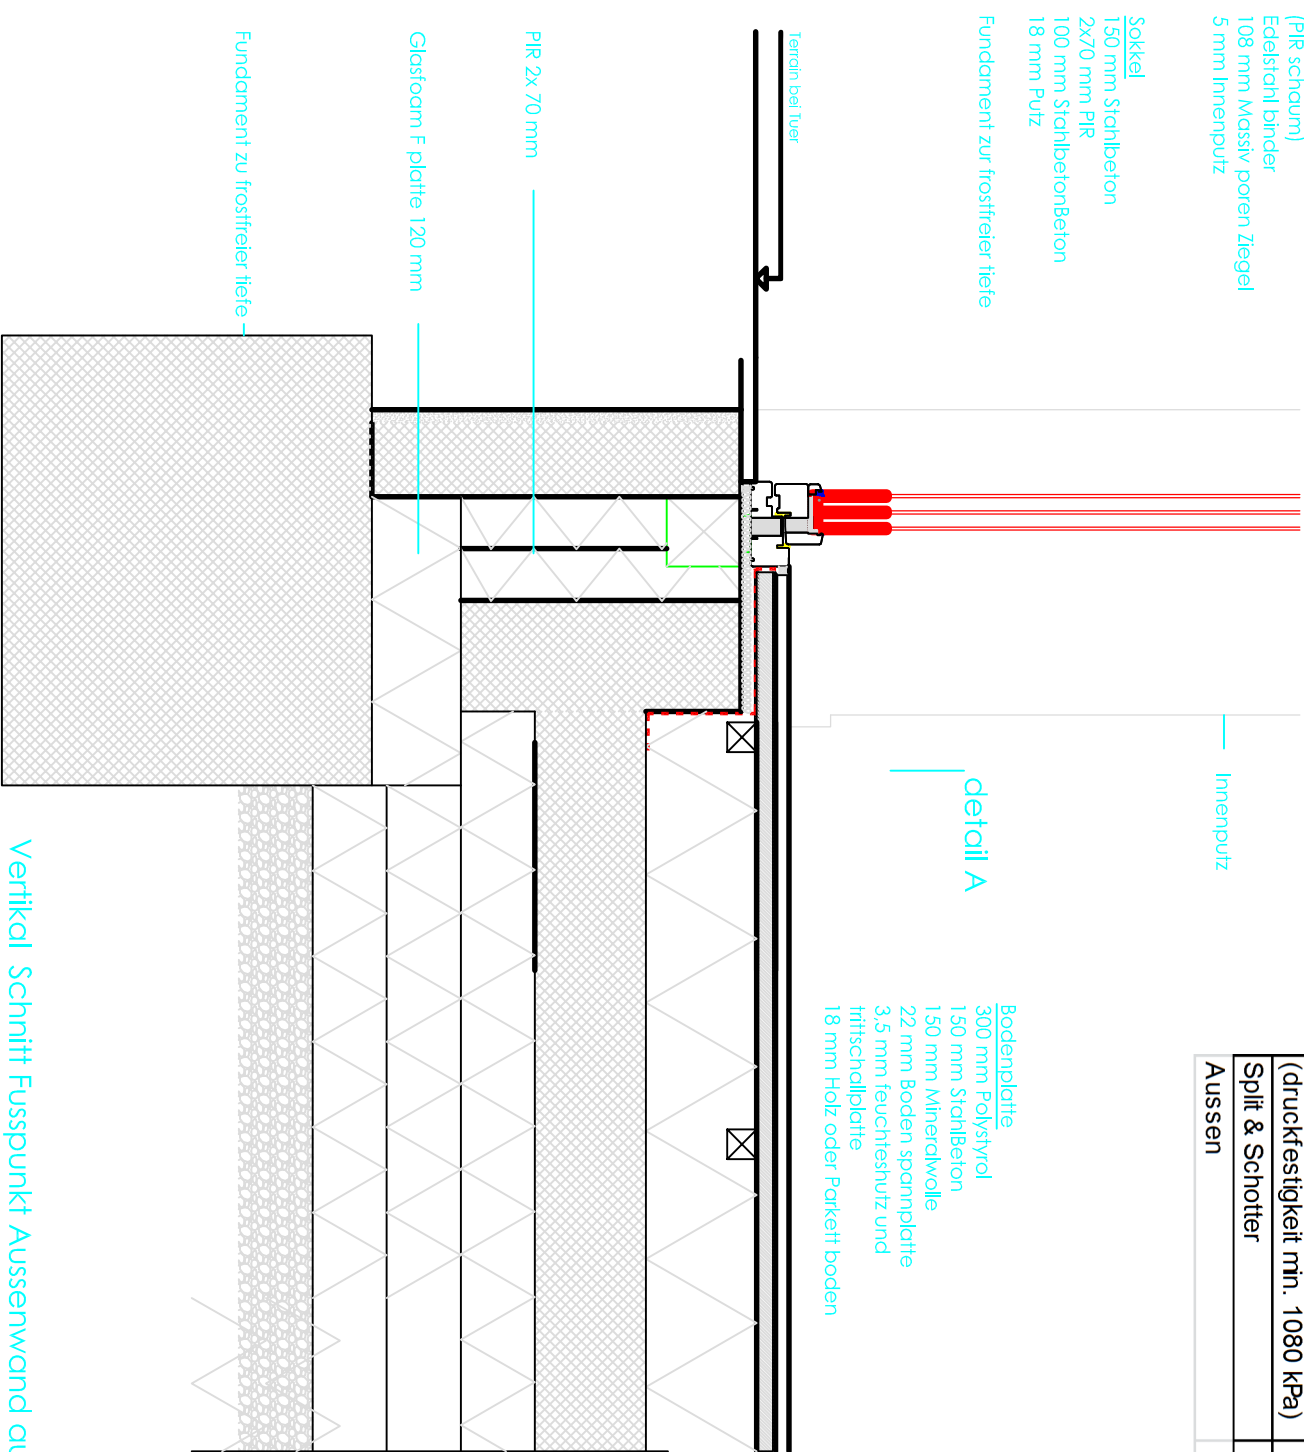 (PIR schaum)
Edelstahl binder
108 mm Massiv poren Ziegel
5 mm Innenputz
Sokkel
150 mm Stahlbeton
2x70 mm PIR
100 mm StahlbetonBeton
18 mm Putz
Fundament zur frostfreier tiefe
Terrain bei Tuer
PIR 2x 70 mm
Glasfoam F platte 120 mm
Fundament zu frostfreier tiefe
Innenputz
detail A
(druckfestigkeit min. 1080 kPa)
Split & Schotter
Aussen
Bodenplatte
300 mm Polystyrol
150 mm StahlBeton
150 mm Mineralwolle
22 mm Boden spannplatte
3,5 mm feuchteshutz und
trittschallplatte
18 mm Holz oder Parkett boden
Vertikal Schnitt Fusspunkt Aussenwand au